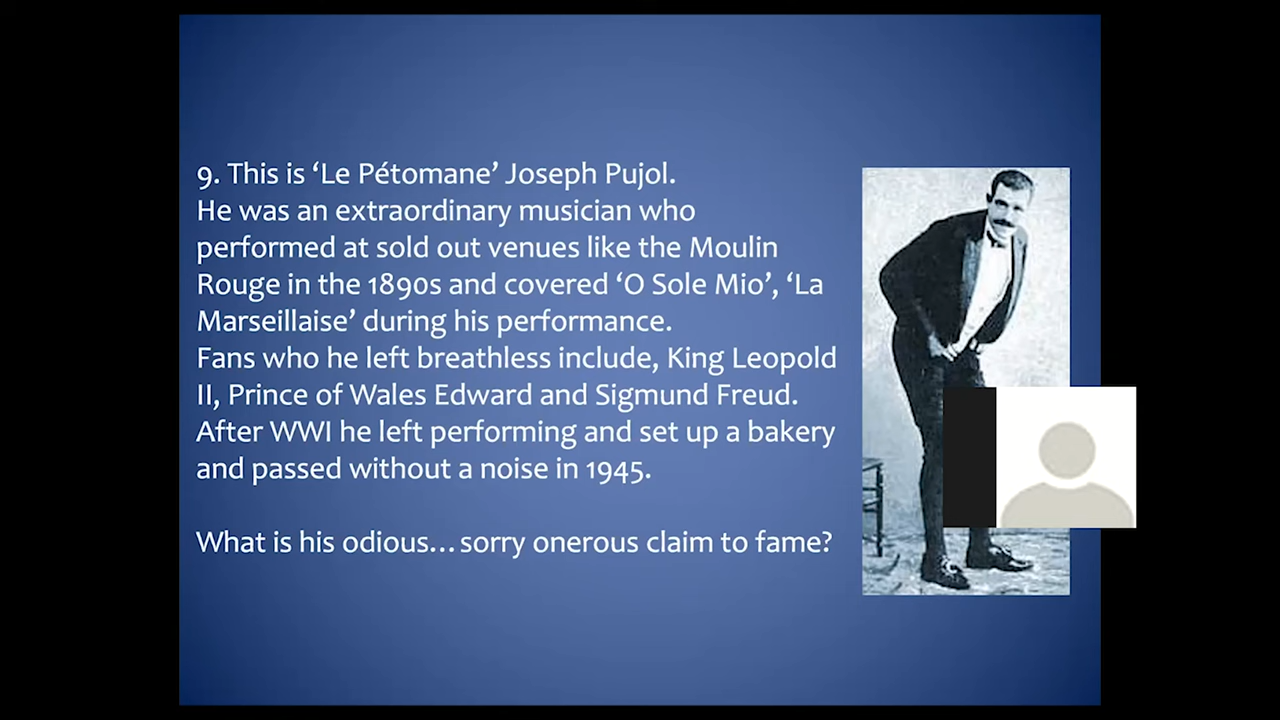 9. This is ‘Le Pétomane’ Joseph Pujol.
He was an extraordinary musician who
performed at sold out venues like the Moulin
Rouge in the 1890s and covered ‘O Sole Mio’, ‘La
Marseillaise’ during his performance.
Fans who he left breathless include, King Leopold
II, Prince of Wales Edward and Sigmund Freud.
After WWI he left performing and set up a bakery
and passed without a noise in 1945.
What is his odious...sorry onerous claim to fame?